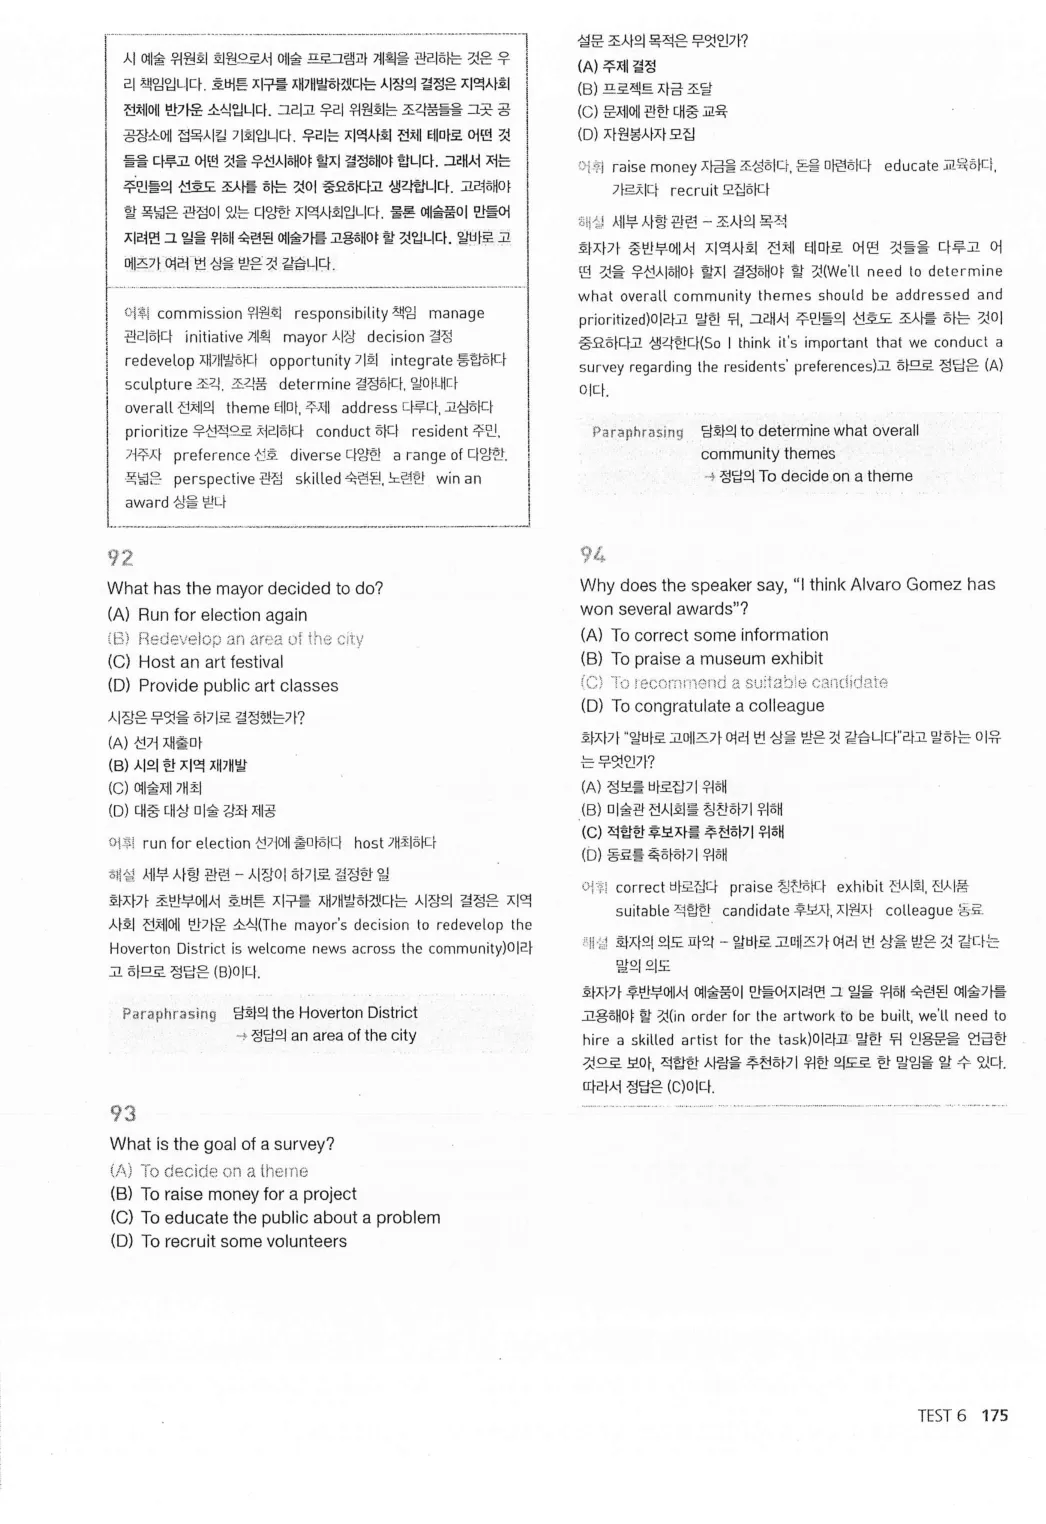 시 예술 위원회 회원으로서 예술 프로그램과 계획을 관리하는 것은 우
리 책임입니다. 호버튼 지구를 재개발하겠다는 시장의 결정은 지역사회
전체에 반가운 소식입니다. 그리고 우리 위원회는 조각품들을 그곳 공
공장소에 접목시킬 기회입니다. 우리는 지역사회 전체 테마로 어떤 것
들을 다루고 어떤 것을 우선시해야 할지 결정해야 합니다. 그래서 저는
주민들의 선호도 조사를 하는 것이 중요하다고 생각합니다. 고려해야
할 폭넓은 관점이 있는 다양한 지역사회입니다. 물론 예술품이 만들어
지려면 그 일을 위해 숙련된 예술가를 고용해야 할 것입니다. 알바로 고
메즈가 여러 번 상을 받은 것 같습니다.
어휘 commission 위원회 responsibility 책임 manage
관리하다 initiative 계획 mayor 시장 decision 결정
redevelop 재개발하다 opportunity 기회 integrate 통합하다
sculpture 조각, 조각품 determine 결정하다, 알아내다
overall 전체의 theme 테마, 주제 address 다루다, 고심하다
prioritize 우선적으로 처리하다 conduct 하다 resident 주민,
거주자 preference 선호 diverse 다양한 a range of 다양한,
폭넓은 perspective 관점 skilled 숙련된, 노련한 win an
award 상을 받다
92
What has the mayor decided to do?
(A) Run for election again
(B) Redevelop an area of the city
(C) Host an art festival
(D) Provide public art classes
시장은 무엇을 하기로 결정했는가?
(A) 선거 재출마
(B) 시의 한 지역 재개발
(C) 예술제 개최
(D) 대중 대상 미술 강좌 제공
어휘 run for election 선거에 출마하다 host 개최하다
해설 세부 사항 관련 – 시장이 하기로 결정한 일
화자가 초반부에서 호버튼 지구를 재개발하겠다는 시장의 결정은 지역
사회 전체에 반가운 소식(The mayor's decision to redevelop the
Hoverton District is welcome news across the community)이라
고 하므로 정답은 (B)이다.
Paraphrasing 담화의 the Hoverton District
→ 정답의 an area of the city
93
What is the goal of a survey?
(A) To decide on a theme
(B) To raise money for a project
(C) To educate the public about a problem
(D) To recruit some volunteers
설문 조사의 목적은 무엇인가?
(A) 주제 결정
(B) 프로젝트 자금 조달
(C) 문제에 관한 대중 교육
(D) 자원봉사자 모집
어휘 raise money 자금을 조성하다, 돈을 마련하다 educate 교육하다,
가르치다 recruit 모집하다
해설 세부 사항 관련 – 조사의 목적
화자가 중반부에서 지역사회 전체 테마로 어떤 것들을 다루고 어
떤 것을 우선시해야 할지 결정해야 할 것(We'll need to determine
what overall community themes should be addressed and
prioritized)이라고 말한 뒤, 그래서 주민들의 선호도 조사를 하는 것이
중요하다고 생각한다(So I think it's important that we conduct a
survey regarding the residents' preferences)고 하므로 정답은 (A)
이다.
Paraphrasing 담화의 to determine what overall
community themes
→ 정답의 To decide on a theme
94
Why does the speaker say, “I think Alvaro Gomez has
won several awards”?
(A) To correct some information
(B) To praise a museum exhibit
(C) To recommend a suitable candidate
(D) To congratulate a colleague
화자가 “알바로 고메즈가 여러 번 상을 받은 것 같습니다”라고 말하는 이유
는 무엇인가?
(A) 정보를 바로잡기 위해
(B) 미술관 전시회를 칭찬하기 위해
(C) 적합한 후보자를 추천하기 위해
(D) 동료를 축하하기 위해
어휘 correct 바로잡다 praise 칭찬하다 exhibit 전시회, 전시품
suitable 적합한 candidate 후보자, 지원자 colleague 동료
해설 화자의 의도 파악 – 알바로 고메즈가 여러 번 상을 받은 것 같다는
말의 의도
화자가 후반부에서 예술품이 만들어지려면 그 일을 위해 숙련된 예술가를
고용해야 할 것(in order for the artwork to be built, we'll need to
hire a skilled artist for the task)이라고 말한 뒤 인용문을 언급한
것으로 보아, 적합한 사람을 추천하기 위한 의도로 한 말임을 알 수 있다.
따라서 정답은 (C)이다.
TEST 6 175